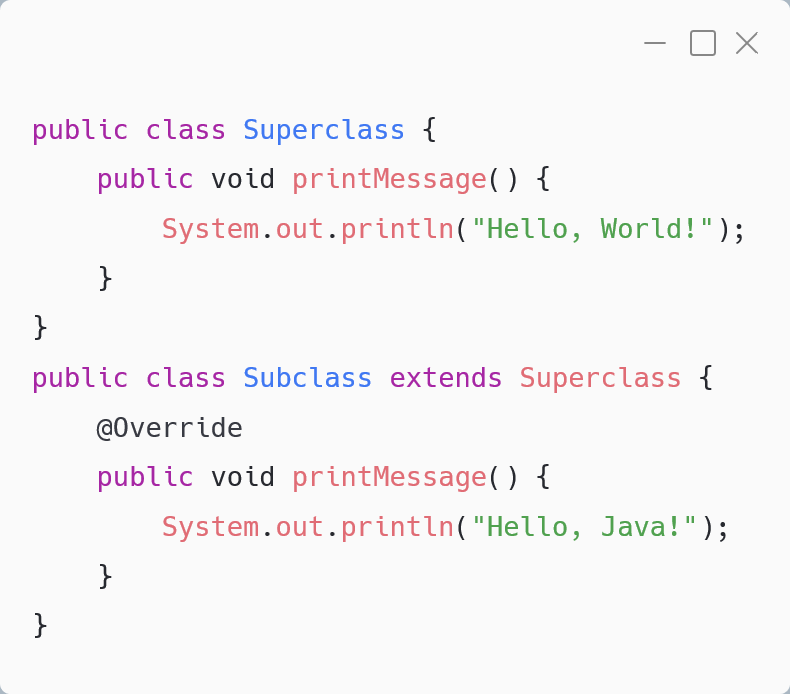 public class Superclass {
    public void printMessage() {
        System.out.println("Hello, World!");
    }
}
public class Subclass extends Superclass {
    @Override
    public void printMessage() {
        System.out.println("Hello, Java!");
    }
}